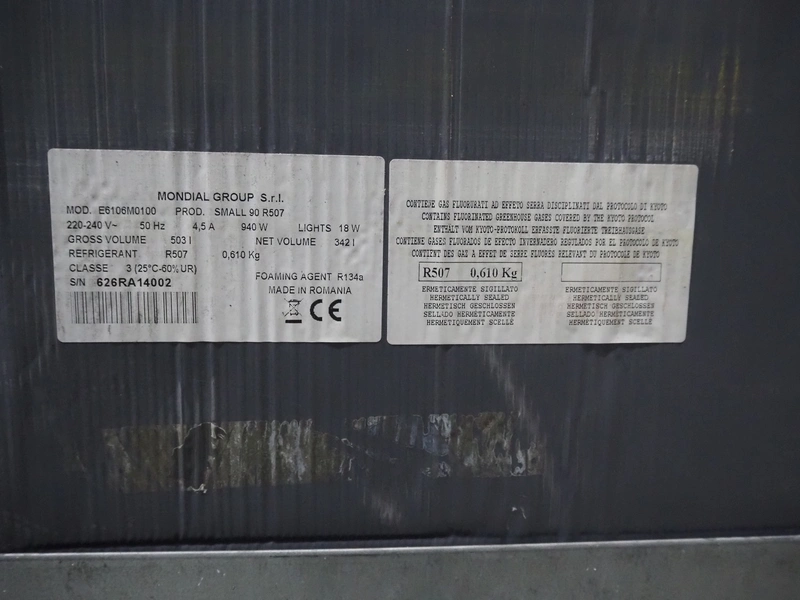 MONDIAL GROUP S.r.l.
MOD. E6106M0100 PROD. SMALL 90 R507
220-240 V~ 50 Hz 4,5 A 940 W LIGHTS 18 W
GROSS VOLUME 503 l NET VOLUME 342 l
REFRIGERANT R507 0,610 Kg
CLASSE 3 (25°C-60% UR) FOAMING AGENT R134a
S/N 626RA14002 MADE IN ROMANIA
CE
CONTIENE GAS FLUORURATI AD EFFETO SERRA DISCIPLINATI DAL PROTOCOLO DI KYOTO
CONTAINS FLUORINATED GREENHOUSE GASES COVERED BY THE KYOTO PROTOCOL
ENTHÄLT VOM KYOTO-PROTOKOLL ERFASSTE FLUORIERTE TREIBHAUSGASE
CONTIENE GASES FLUORADOS DE EFECTO INVERNADERO REGULADOS POR EL PROTOCOLO DE KYOTO
CONTIENT DES GAS A EFFET DE SERRE FLUORES RELEVANT DU PROTOCOLE DE KYOTO
R507 0,610 Kg
ERMETICAMENTE SIGILLATO ERMETICAMENTE SIGILLATO
HERMETICALLY SEALED HERMETICALLY SEALED
HERMETISCH GESCHLOSSEN HERMETISCH GESCHLOSSEN
SELLADO HERMETICAMENTE SELLADO HERMETICAMENTE
HERMETIQUEMENT SCELLE HERMETIQUEMENT SCELLE